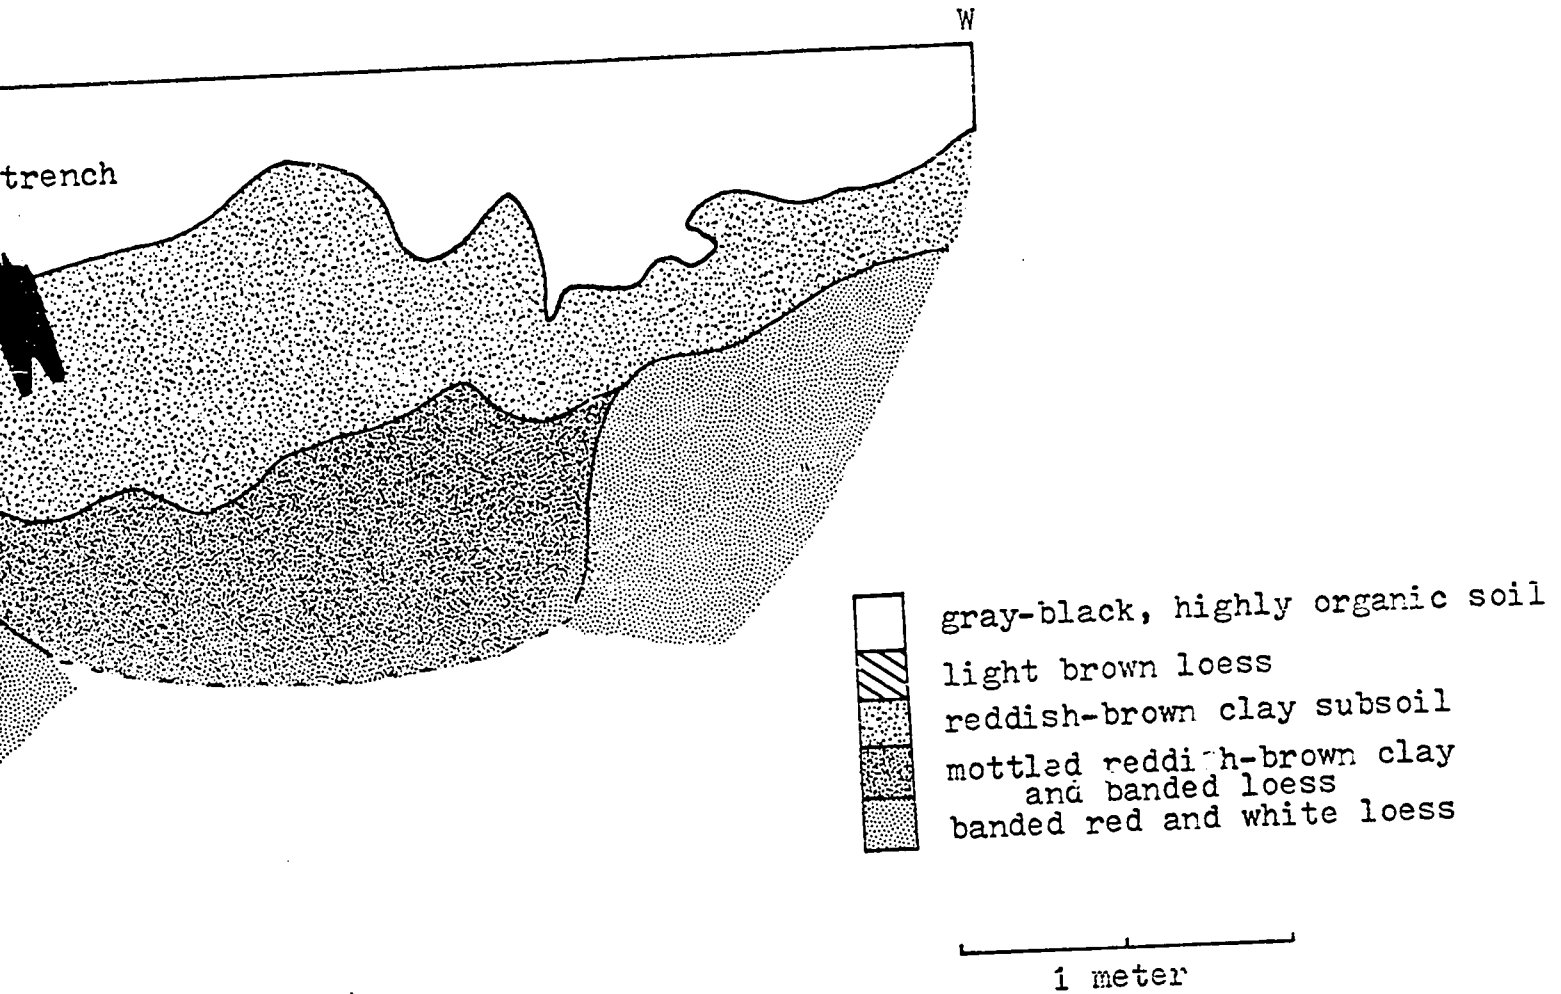 W
trench
gray-black, highly organic soil
light brown loess
reddish-brown clay subsoil
mottled reddi-h-brown clay
and banded loess
banded red and white loess
1 meter